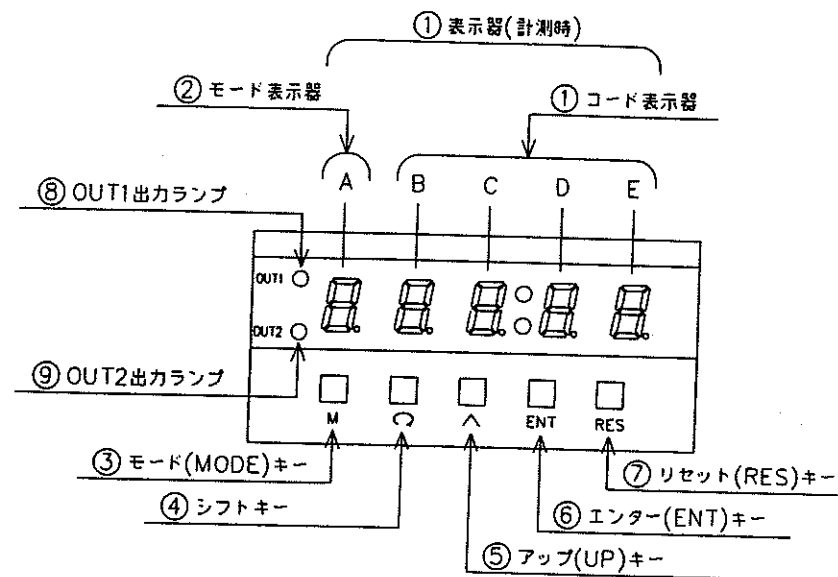 ① 表示器(計測時)
② モード表示器
① コード表示器
A B C D E
⑧ OUT1出力ランプ
OUT1
OUT2
⑨ OUT2出力ランプ
M ENT RES
③ モード(MODE)キー
⑦ リセット(RES)キー
④ シフトキー
⑥ エンター(ENT)キー
⑤ アップ(UP)キー